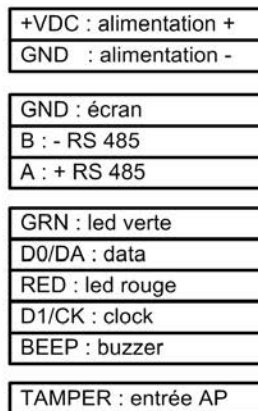 +VDC : alimentation +
GND : alimentation -
GND : écran
B : - RS 485
A : + RS 485
GRN : led verte
D0/DA : data
RED : led rouge
D1/CK : clock
BEEP : buzzer
TAMPER : entrée AP